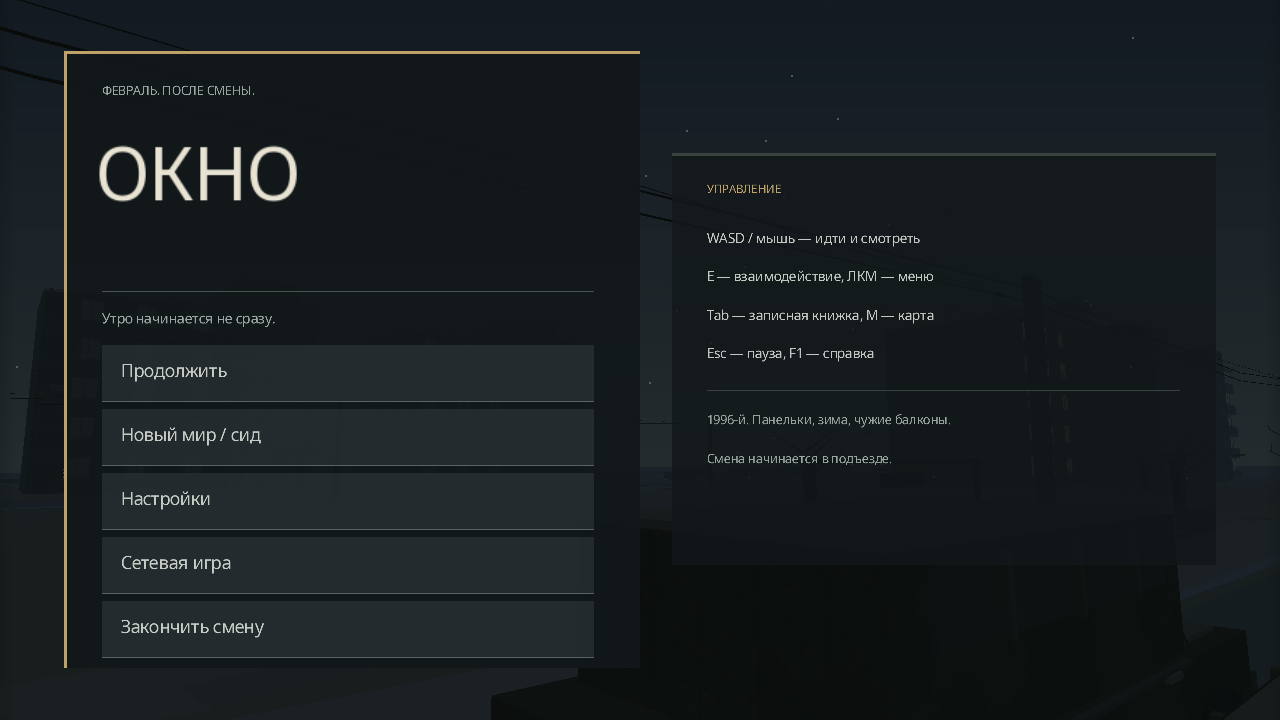 ФЕВРАЛЬ. ПОСЛЕ СМЕНЫ.
ОКНО
Утро начинается не сразу.
Продолжить
Новый мир / сид
Настройки
Сетевая игра
Закончить смену
УПРАВЛЕНИЕ
WASD / мышь — идти и смотреть
E — взаимодействие, ЛКМ — меню
Tab — записная книжка, M — карта
Esc — пауза, F1 — справка
1996-й. Панельки, зима, чужие балконы.
Смена начинается в подъезде.